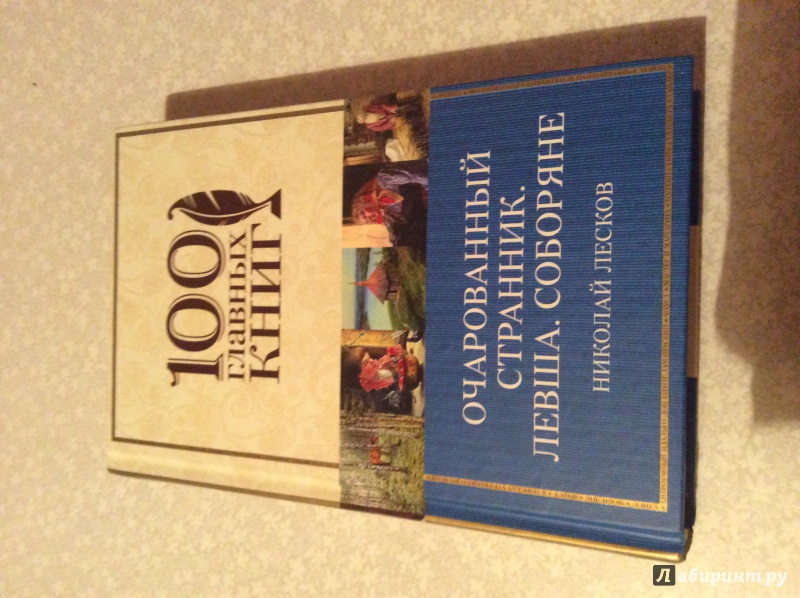 100
ГЛАВНЫХ
КНИГ
ОЧАРОВАННЫЙ
СТРАННИК.
ЛЕВША. СОБОРЯНЕ
НИКОЛАЙ ЛЕСКОВ
Лабиринт.ру